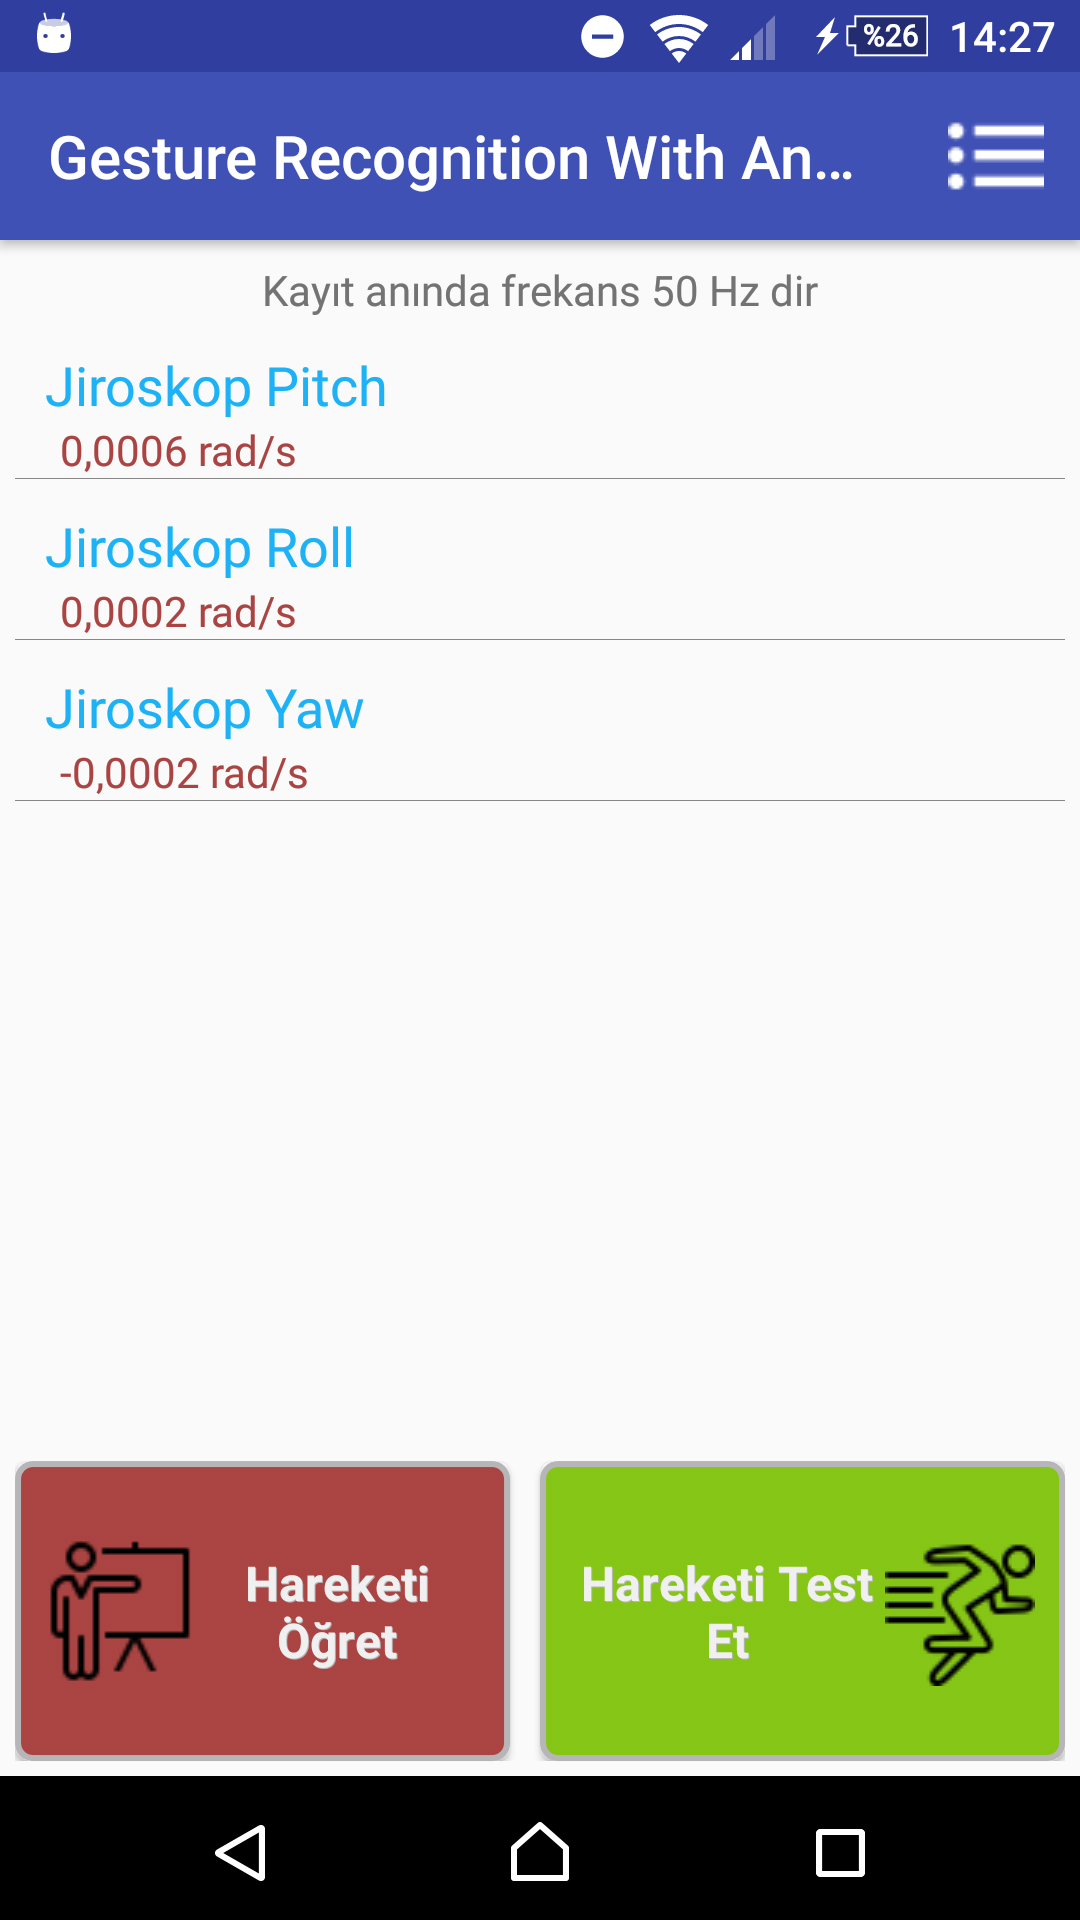 %26 14:27
Gesture Recognition With An...
Kayıt anında frekans 50 Hz dir
Jiroskop Pitch
0,0006 rad/s
Jiroskop Roll
0,0002 rad/s
Jiroskop Yaw
-0,0002 rad/s
Hareketi
Öğret
Hareketi Test
Et